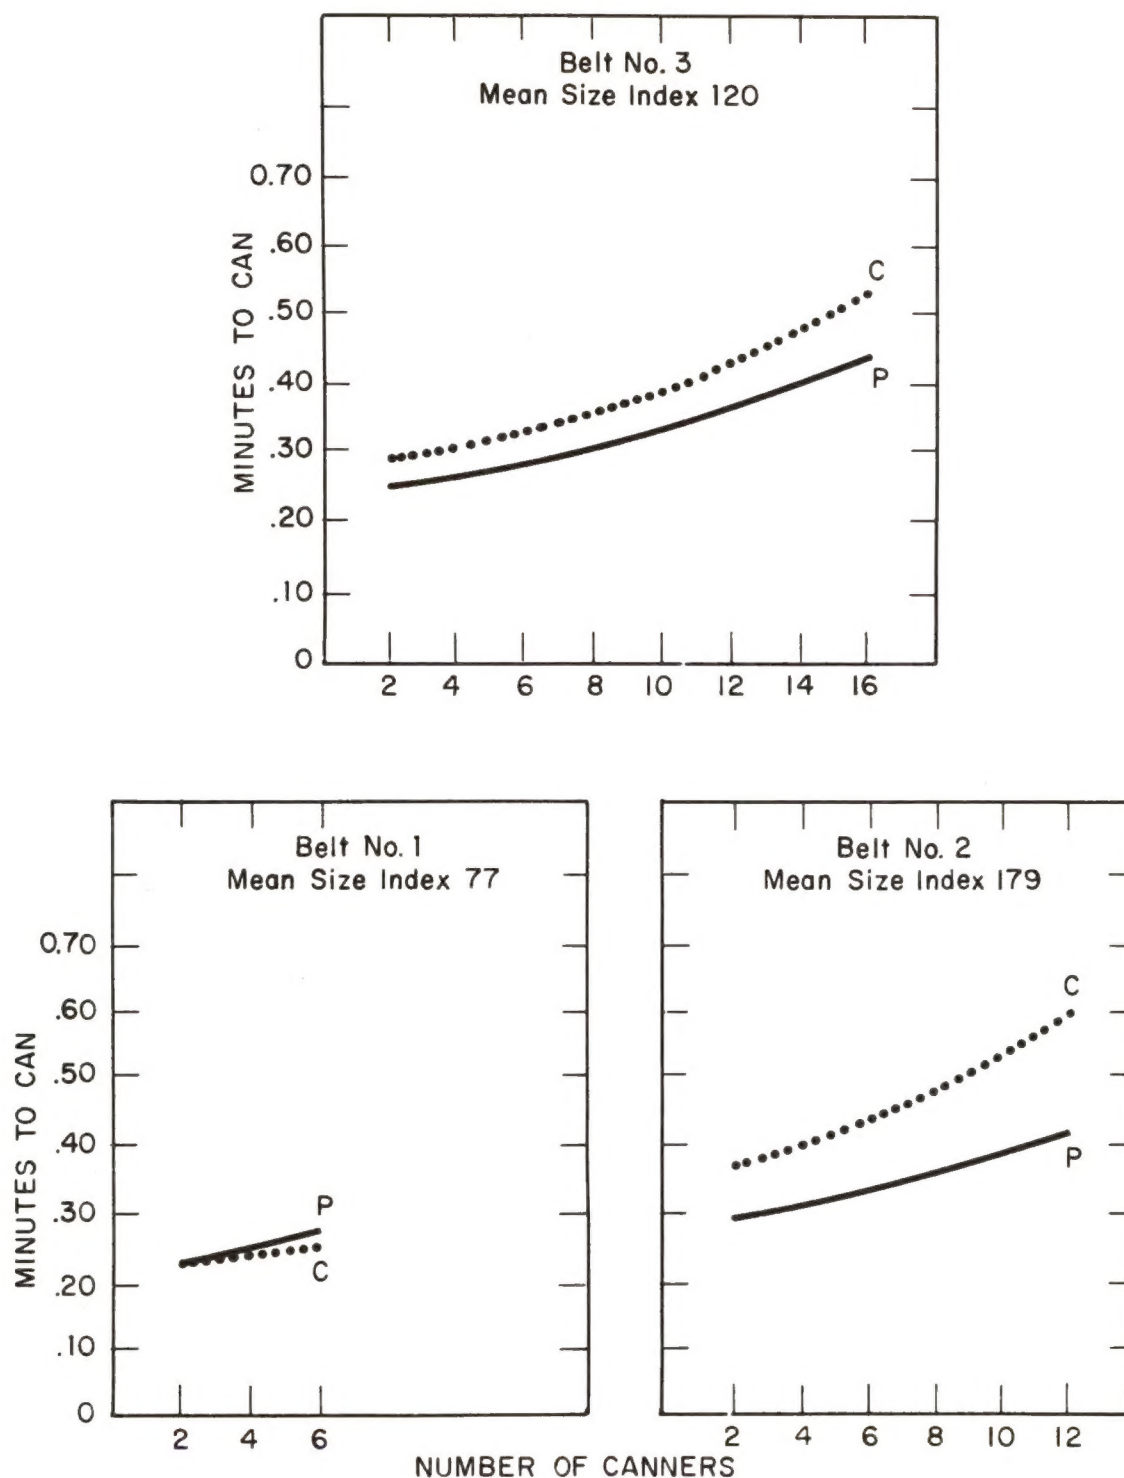 Belt No. 3
Mean Size Index 120
0.70
.60
.50
.40
.30
.20
.10
0
MINUTES TO CAN
C
P
2 4 6 8 10 12 14 16
Belt No. 1
Mean Size Index 77
0.70
.60
.50
.40
.30
.20
.10
0
MINUTES TO CAN
P
C
2 4 6
Belt No. 2
Mean Size Index 179
C
P
2 4 6 8 10 12
NUMBER OF CANNERS